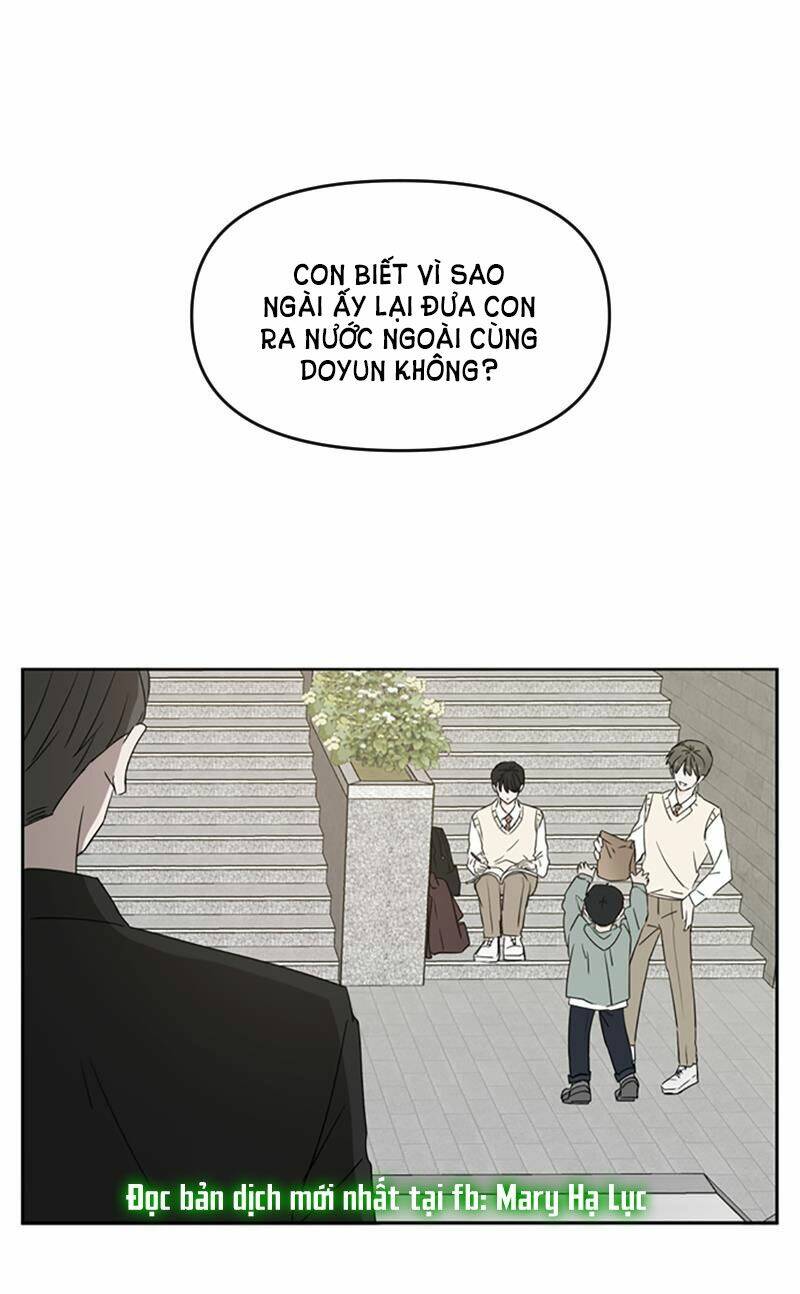 CON BIẾT VÌ SAO
NGÀI ẤY LẠI ĐƯA CON
RA NƯỚC NGOÀI CÙNG
DOYUN KHÔNG?
Đọc bản dịch mới nhất tại fb: Mary Hạ Lục